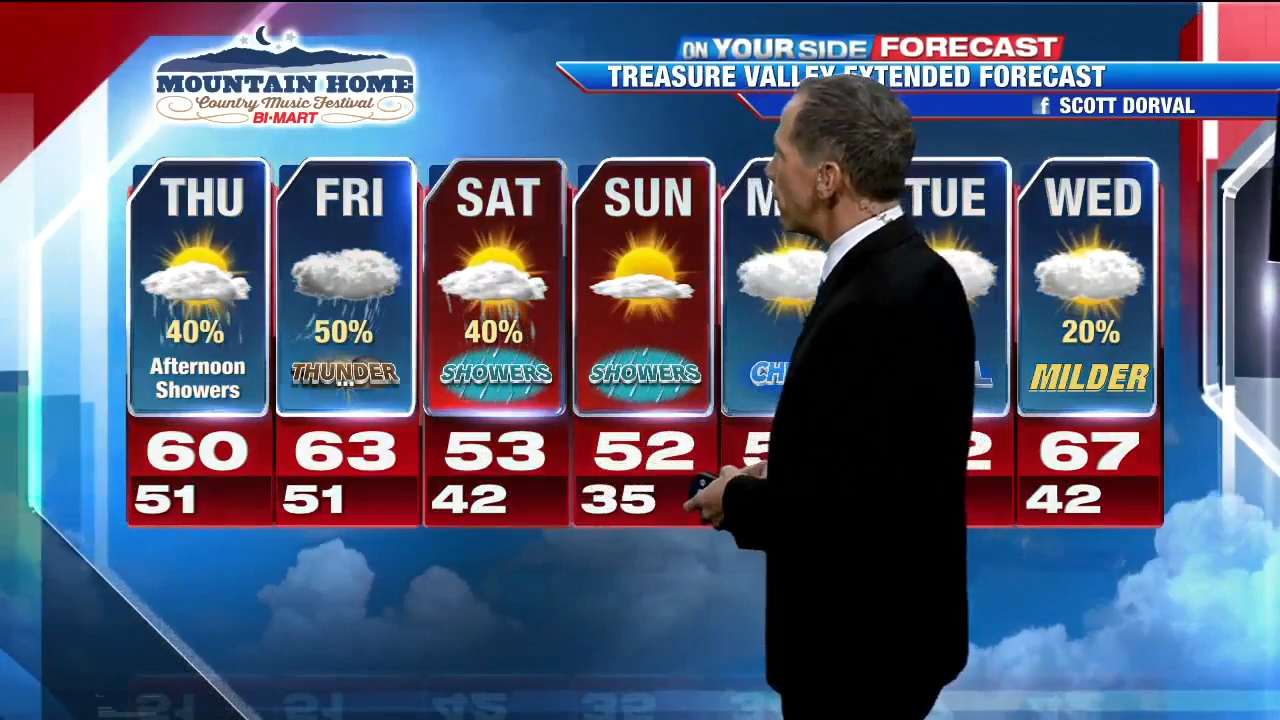 MOUNTAIN HOME
Country Music Festival
BI-MART
ON YOUR SIDE FORECAST
TREASURE VALLEY EXTENDED FORECAST
f SCOTT DORVAL
THU FRI SAT SUN M TUE WED
40% 50% 40% 20%
Afternoon
Showers
THUNDER SHOWERS SHOWERS MILDER
60 63 53 52 67
51 51 42 35 42